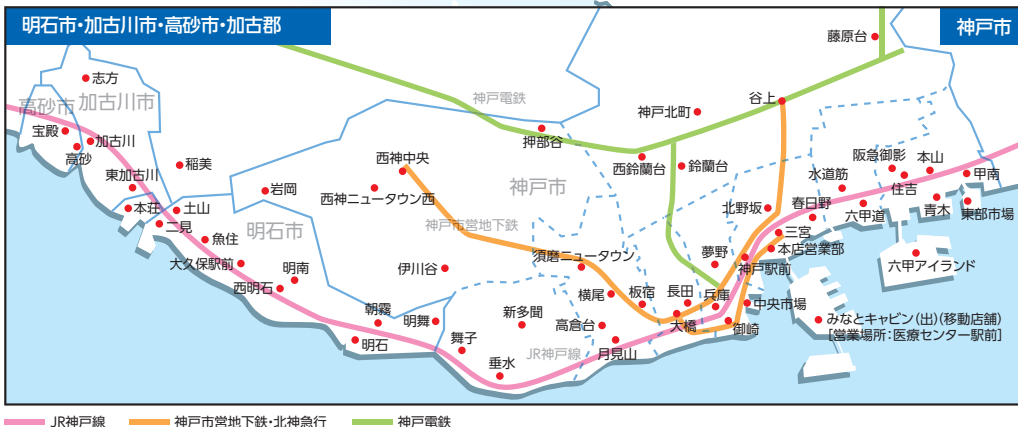 明石市・加古川市・高砂市・加古郡
神戸市
藤原台
志方
高砂市
加古川市
神戸電鉄
神戸北町
谷上
宝殿
加古川
高砂
押部谷
西鈴蘭台
鈴蘭台
阪急御影
本山
稲美
西神中央
東加古川
岩岡
西神ニュータウン西
神戸市
水道筋
住吉
甲南
本荘
土山
北野坂
春日野
六甲道
青木
東部市場
二見
明石市
神戸市営地下鉄
三宮
魚住
本店営業部
大久保駅前
須磨ニュータウン
夢野
神戸駅前
六甲アイランド
明南
伊川谷
西明石
横尾
板宿
長田
兵庫
中央市場
朝霧
明舞
新多聞
高倉台
大橋
御崎
みなとキャビン(出)(移動店舗)
[営業場所:医療センター駅前]
明石
舞子
JR神戸線
月見山
垂水
JR神戸線
神戸市営地下鉄・北神急行
神戸電鉄